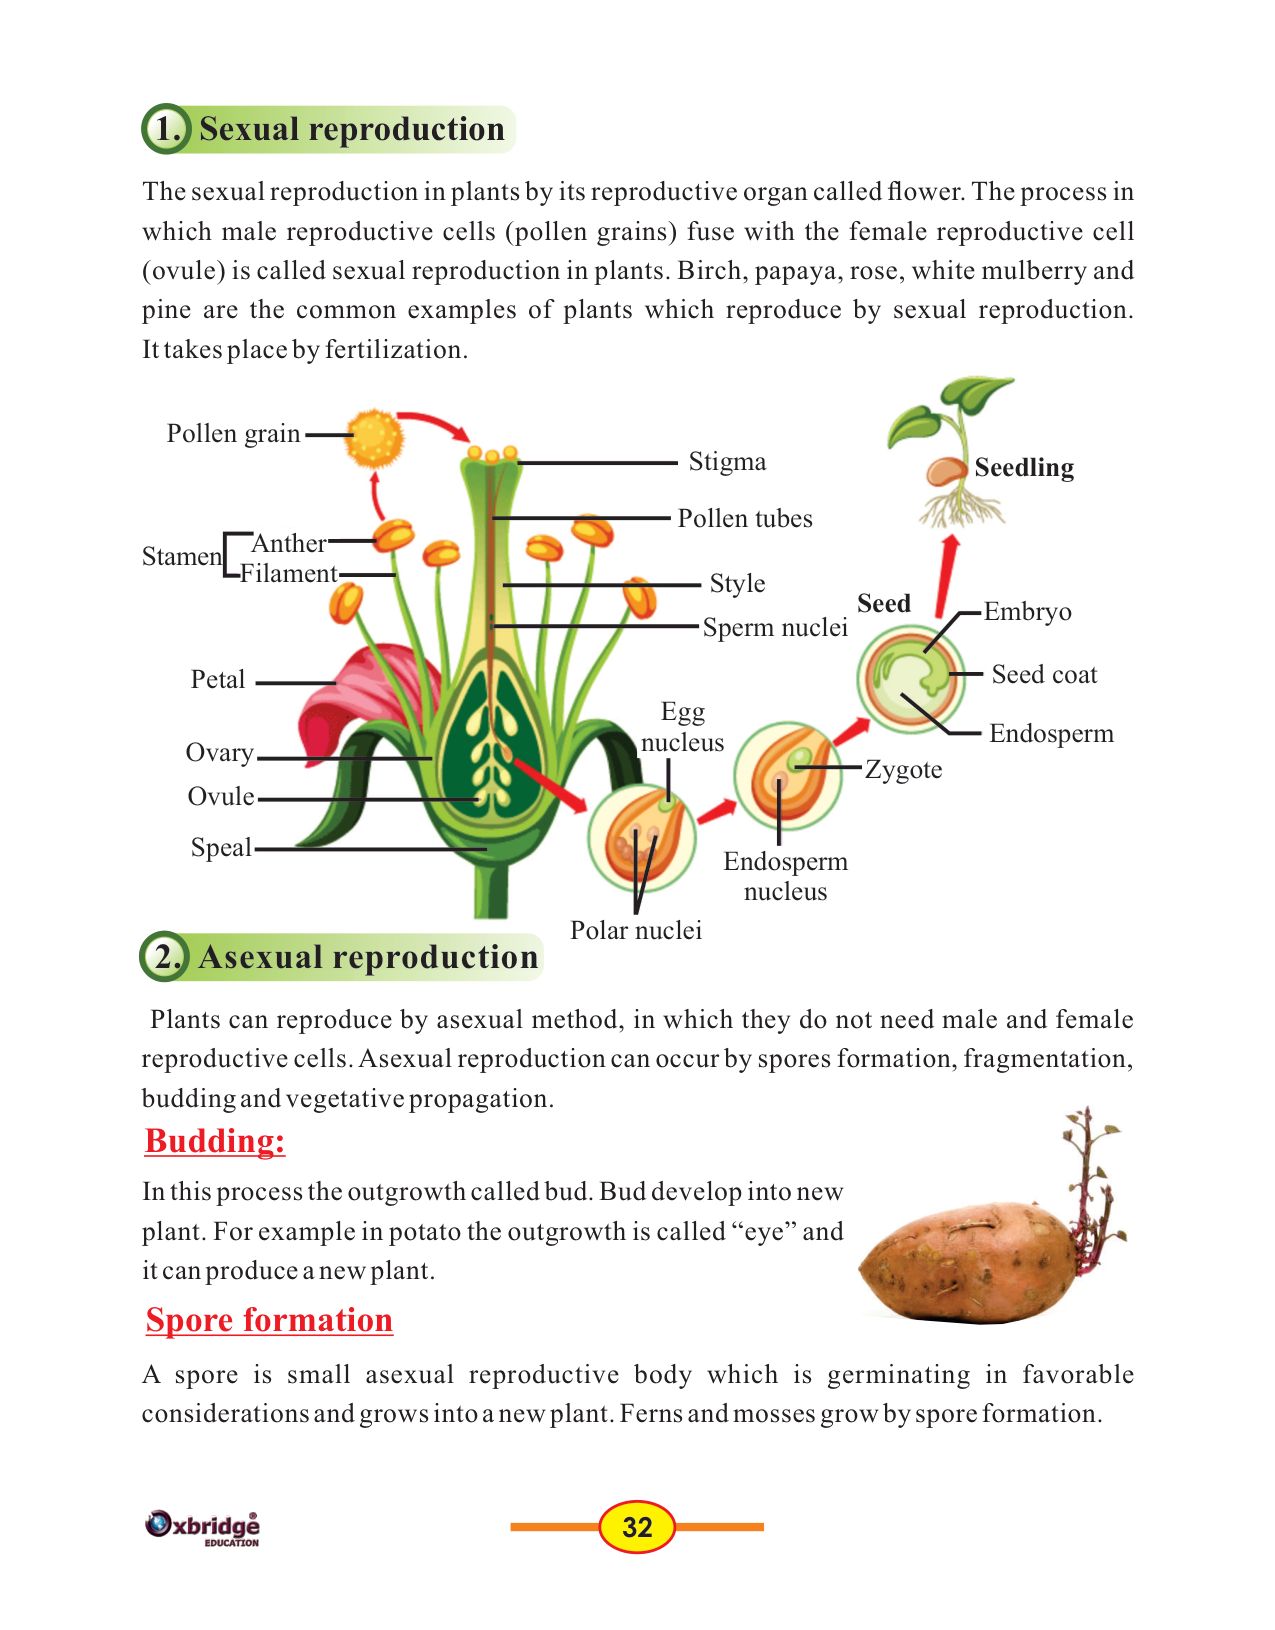 1. Sexual reproduction
The sexual reproduction in plants by its reproductive organ called flower. The process in
which male reproductive cells (pollen grains) fuse with the female reproductive cell
(ovule) is called sexual reproduction in plants. Birch, papaya, rose, white mulberry and
pine are the common examples of plants which reproduce by sexual reproduction.
It takes place by fertilization.
Pollen grain
Stamen
Anther
Filament
Petal
Ovary
Ovule
Speal
Stigma
Pollen tubes
Style
Sperm nuclei
Egg
nucleus
Polar nuclei
Endosperm
nucleus
Zygote
Seed
Embryo
Seed coat
Endosperm
Seedling
2. Asexual reproduction
Plants can reproduce by asexual method, in which they do not need male and female
reproductive cells. Asexual reproduction can occur by spores formation, fragmentation,
budding and vegetative propagation.
Budding:
In this process the outgrowth called bud. Bud develop into new
plant. For example in potato the outgrowth is called “eye” and
it can produce a new plant.
Spore formation
A spore is small asexual reproductive body which is germinating in favorable
considerations and grows into a new plant. Ferns and mosses grow by spore formation.
Oxbridge®
EDUCATION
32